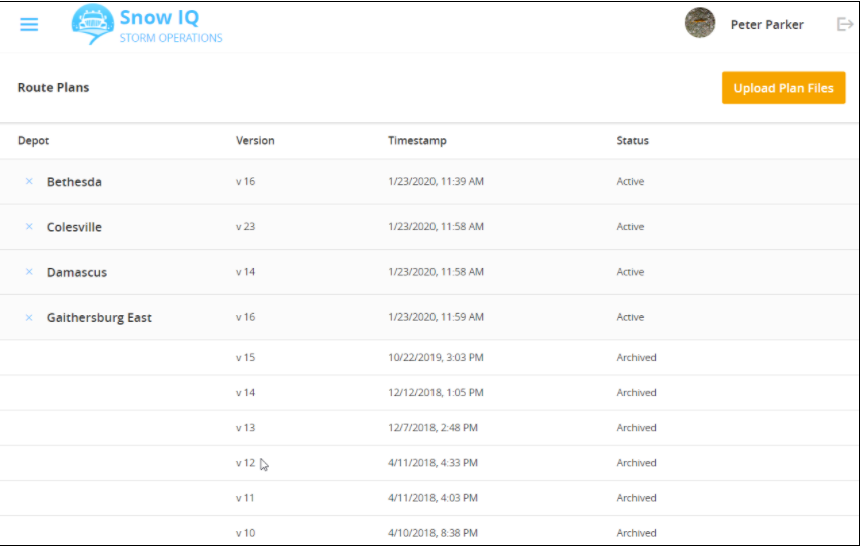 Snow IQ
STORM OPERATIONS
Peter Parker
Route Plans
Upload Plan Files
Depot Version Timestamp Status
Bethesda v 16 1/23/2020, 11:39 AM Active
Colesville v 23 1/23/2020, 11:58 AM Active
Damascus v 14 1/23/2020, 11:58 AM Active
Gaithersburg East v 16 1/23/2020, 11:59 AM Active
v 15 10/22/2019, 3:03 PM Archived
v 14 12/12/2018, 1:05 PM Archived
v 13 12/7/2018, 2:48 PM Archived
v 12 4/11/2018, 4:33 PM Archived
v 11 4/11/2018, 4:03 PM Archived
v 10 4/10/2018, 8:38 PM Archived